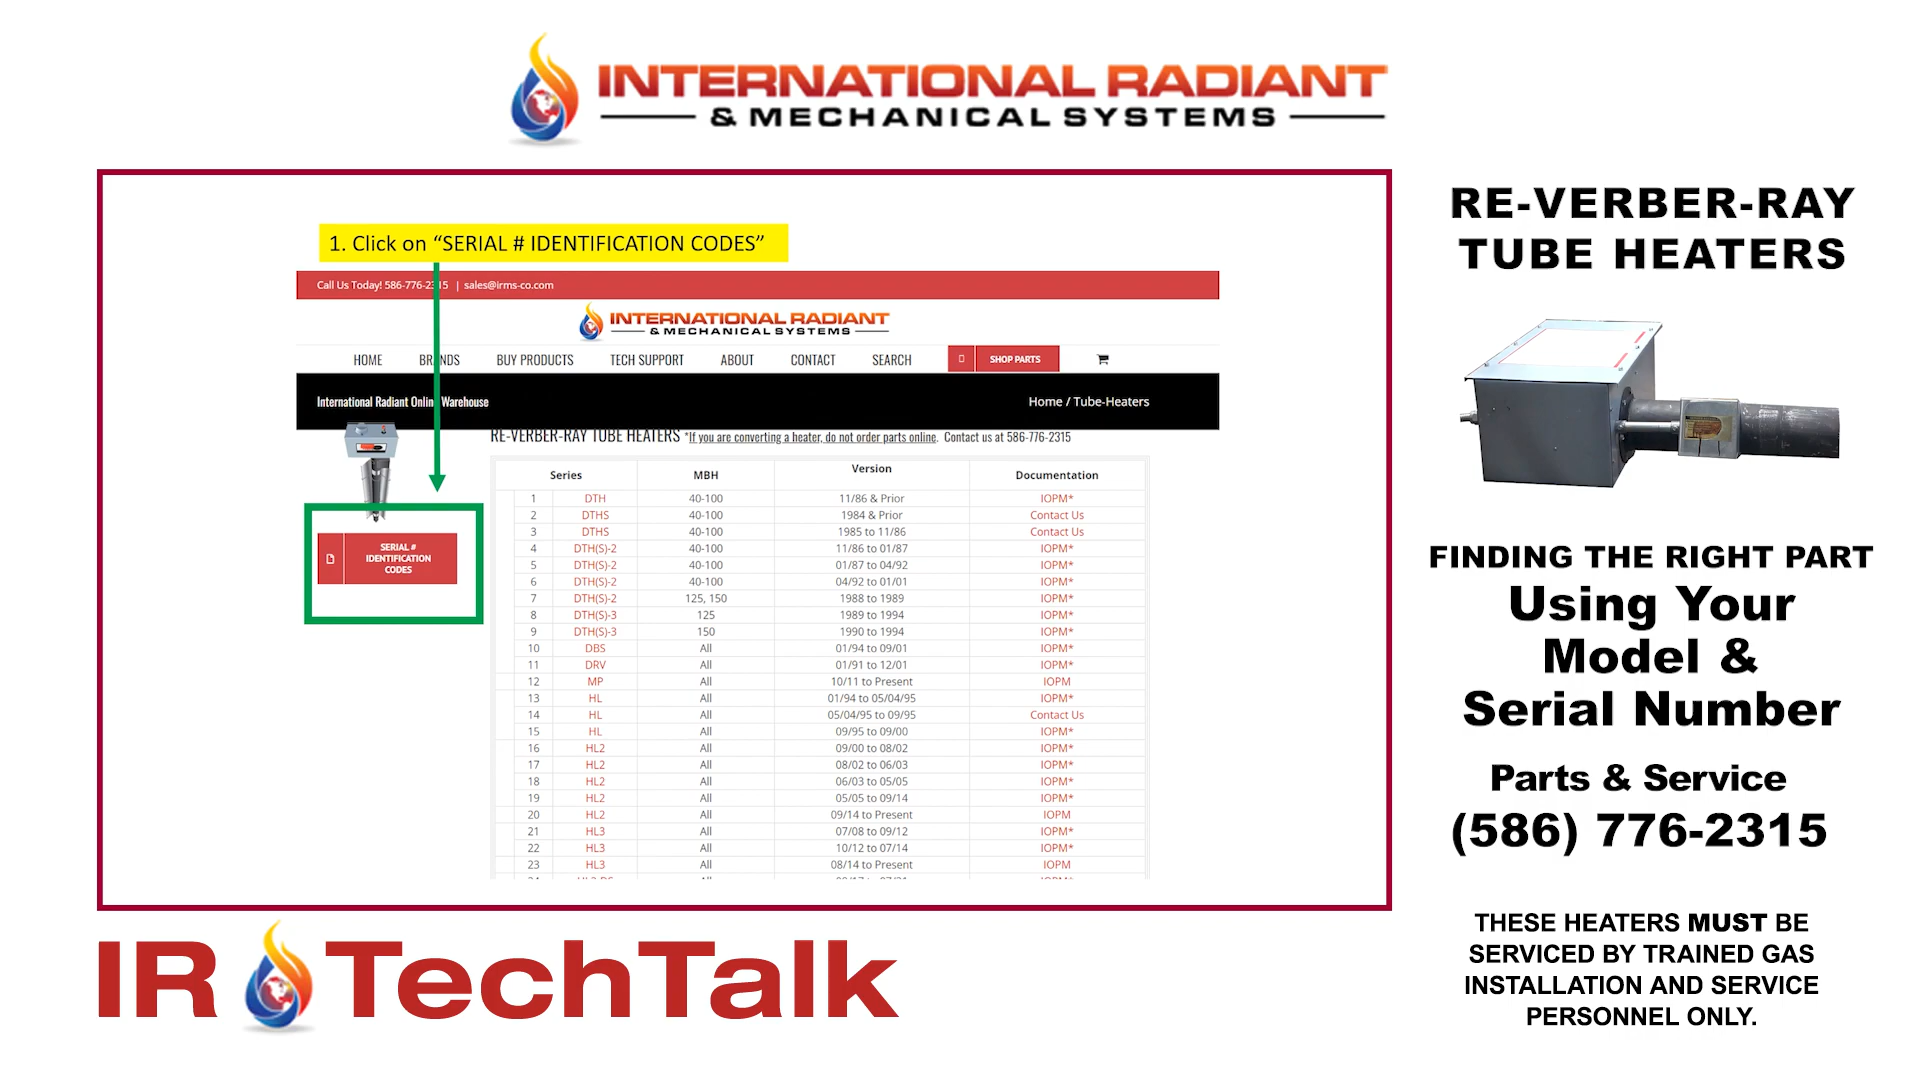 INTERNATIONAL RADIANT
& MECHANICAL SYSTEMS
1. Click on “SERIAL # IDENTIFICATION CODES”
Call Us Today! 586-776-2315 | sales@irms-co.com
INTERNATIONAL RADIANT
& MECHANICAL SYSTEMS
HOME BRANDS BUY PRODUCTS TECH SUPPORT ABOUT CONTACT SEARCH SHOP PARTS
International Radiant Online Warehouse Home / Tube-Heaters
RE-VERBER-RAY TUBE HEATERS *If you are converting a heater, do not order parts online. Contact us at 586-776-2315
SERIAL #
IDENTIFICATION
CODES
Series MBH Version Documentation
1 DTH 40-100 11/86 & Prior IOPM*
2 DTHS 40-100 1984 & Prior Contact Us
3 DTHS 40-100 1985 to 11/86 Contact Us
4 DTH(S)-2 40-100 11/86 to 01/87 IOPM*
5 DTH(S)-2 40-100 01/87 to 04/92 IOPM*
6 DTH(S)-2 40-100 04/92 to 01/01 IOPM*
7 DTH(S)-2 125, 150 1988 to 1989 IOPM*
8 DTH(S)-3 125 1989 to 1994 IOPM*
9 DTH(S)-3 150 1990 to 1994 IOPM*
10 DBS All 01/94 to 09/01 IOPM*
11 DRV All 01/91 to 12/01 IOPM*
12 MP All 10/11 to Present IOPM
13 HL All 01/94 to 05/04/95 IOPM*
14 HL All 05/04/95 to 09/95 Contact Us
15 HL All 09/95 to 09/00 IOPM*
16 HL2 All 09/00 to 08/02 IOPM*
17 HL2 All 08/02 to 06/03 IOPM*
18 HL2 All 06/03 to 05/05 IOPM*
19 HL2 All 05/05 to 09/14 IOPM*
20 HL2 All 09/14 to Present IOPM
21 HL3 All 07/08 to 09/12 IOPM*
22 HL3 All 10/12 to 07/14 IOPM*
23 HL3 All 08/14 to Present IOPM
RE-VERBER-RAY
TUBE HEATERS
FINDING THE RIGHT PART
Using Your
Model &
Serial Number
Parts & Service
(586) 776-2315
THESE HEATERS MUST BE
SERVICED BY TRAINED GAS
INSTALLATION AND SERVICE
PERSONNEL ONLY.
IR TechTalk